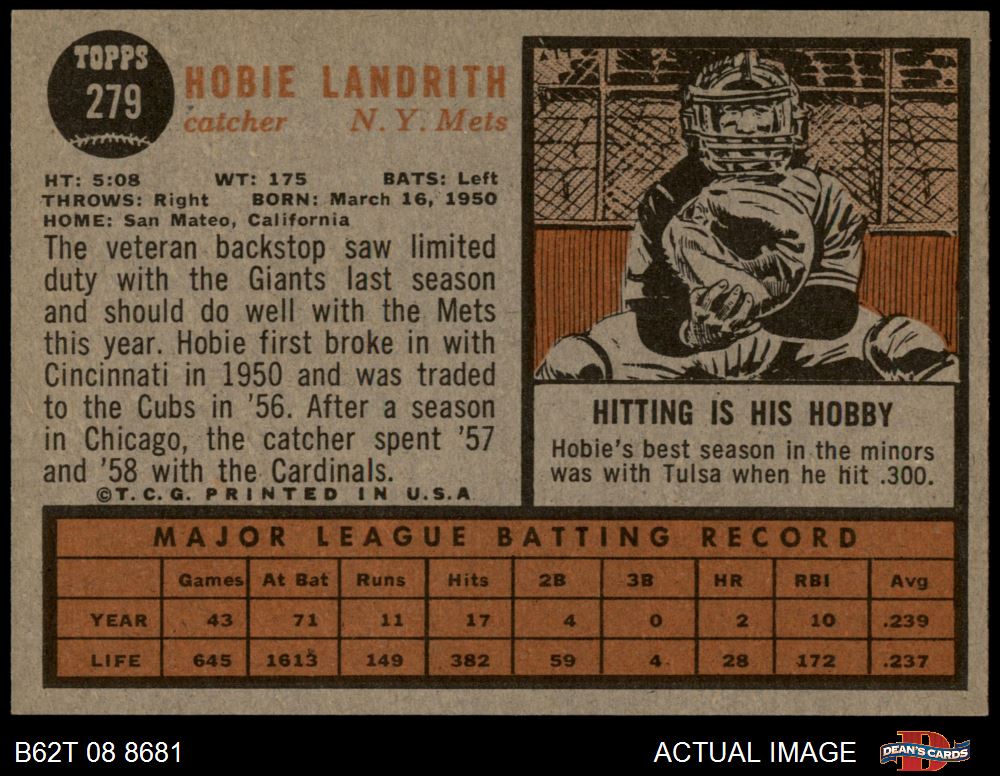 TOPPS
279
HOBIE LANDRITH
catcher N. Y. Mets
HT: 5:08 WT: 175 BATS: Left
THROWS: Right BORN: March 16, 1950
HOME: San Mateo, California
The veteran backstop saw limited
duty with the Giants last season
and should do well with the Mets
this year. Hobie first broke in with
Cincinnati in 1950 and was traded
to the Cubs in '56. After a season
in Chicago, the catcher spent '57
and '58 with the Cardinals.
©T. C. G. PRINTED IN U.S.A
HITTING IS HIS HOBBY
Hobie's best season in the minors
was with Tulsa when he hit .300.
MAJOR LEAGUE BATTING RECORD
Games At Bat Runs Hits 2B 3B HR RBI Avg
YEAR 43 71 11 17 4 0 2 10 .239
LIFE 645 1613 149 382 59 4 28 172 .237
B62T 08 8681 ACTUAL IMAGE DEAN'S CARDS